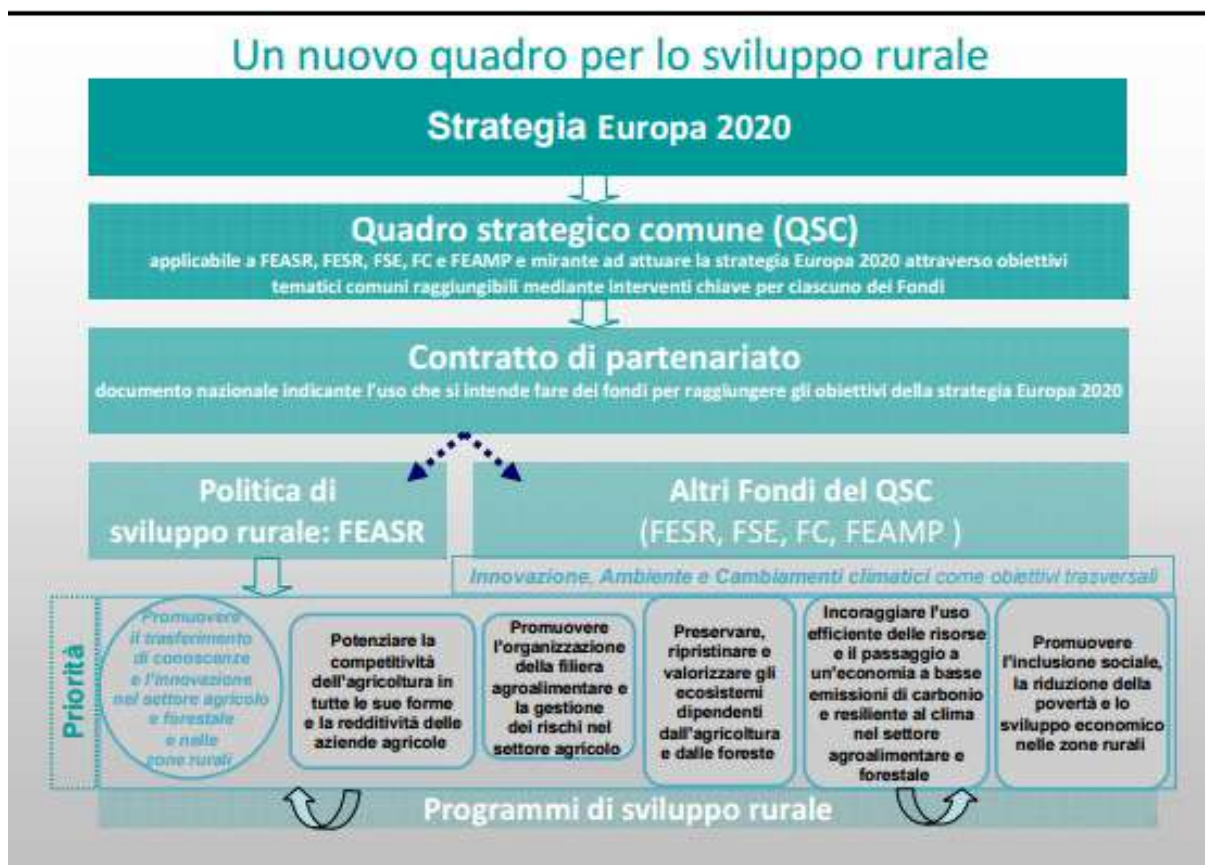 Un nuovo quadro per lo sviluppo rurale
Strategia Europa 2020
Quadro strategico comune (QSC)
applicabile a FEASR, FESR, FSE, FC e FEAMP e mirante ad attuare la strategia Europa 2020 attraverso obiettivi
tematici comuni raggiungibili mediante interventi chiave per ciascuno dei Fondi
Contratto di partenariato
documento nazionale indicante l'uso che si intende fare dei fondi per raggiungere gli obiettivi della strategia Europa 2020
Politica di
sviluppo rurale: FEASR
Altri Fondi del QSC
(FESR, FSE, FC, FEAMP )
Innovazione, Ambiente e Cambiamenti climatici come obiettivi trasversali
Priorità
Promuovere
il trasferimento
di conoscenze
e l'innovazione
nel settore agricolo
e forestale
e nelle
zone rurali
Potenziare la
competitività
dell'agricoltura in
tutte le sue forme
e la redditività delle
aziende agricole
Promuovere
l'organizzazione
della filiera
agroalimentare e
la gestione
dei rischi nel
settore agricolo
Preservare,
ripristinare e
valorizzare gli
ecosistemi
dipendenti
dall'agricoltura
e dalle foreste
Incoraggiare l'uso
efficiente delle risorse
e il passaggio a
un'economia a basse
emissioni di carbonio
e resiliente al clima
nel settore
agroalimentare e
forestale
Promuovere
l'inclusione sociale,
la riduzione della
povertà e lo
sviluppo economico
nelle zone rurali
Programmi di sviluppo rurale